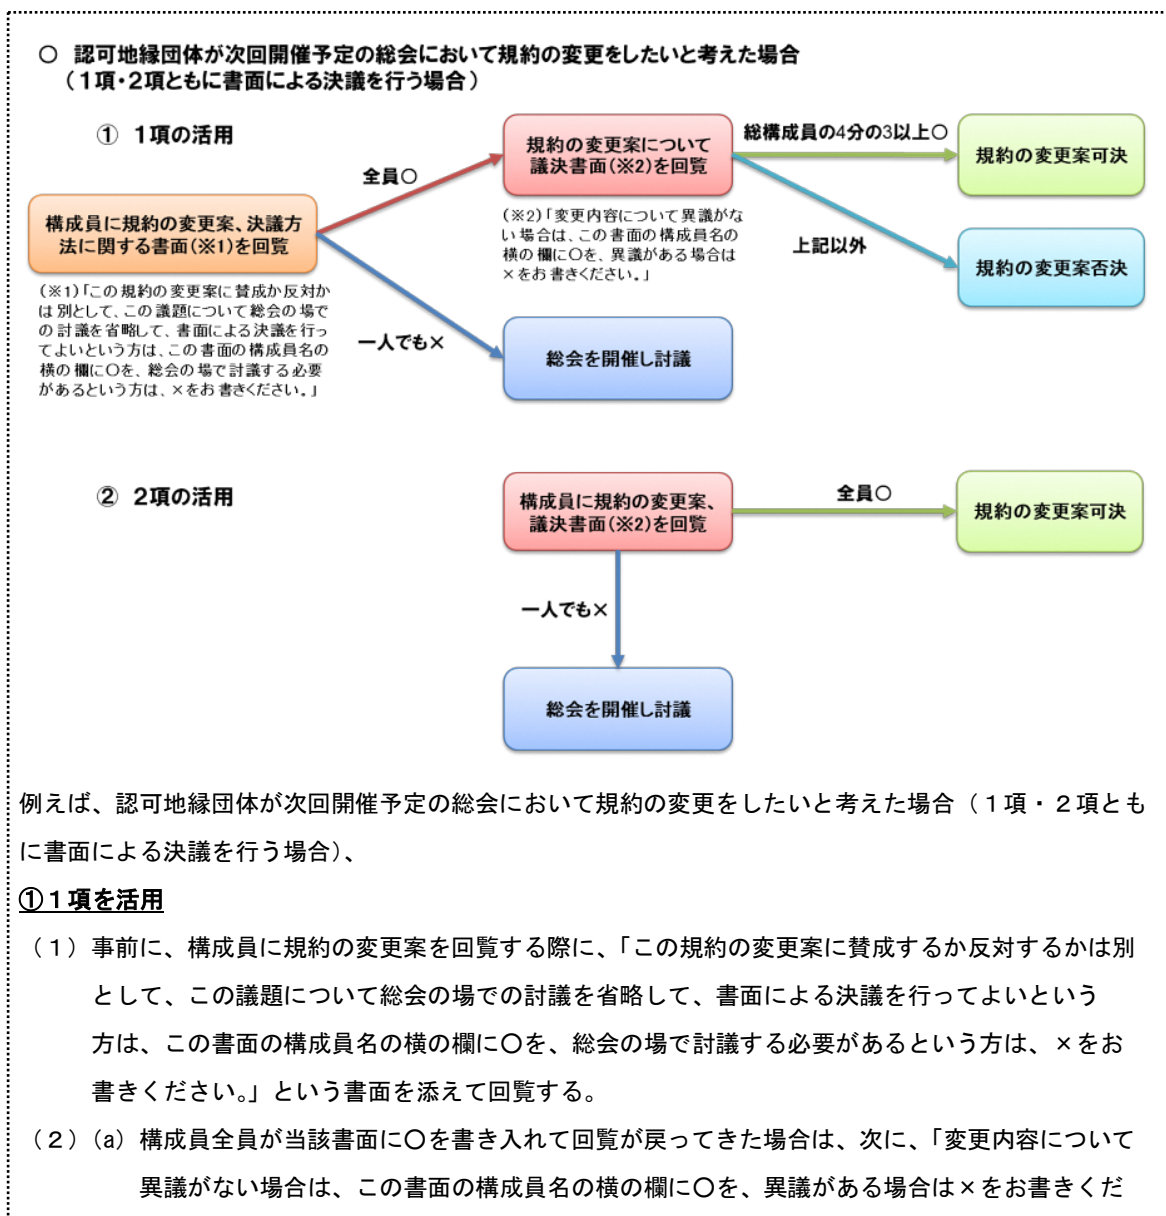 ○ 認可地縁団体が次回開催予定の総会において規約の変更をしたいと考えた場合
（1項・2項ともに書面による決議を行う場合）
① 1項の活用
構成員に規約の変更案、決議方
法に関する書面(※1)を回覧
(※1)「この規約の変更案に賛成か反対か
は別として、この議題について総会の場で
の討議を省略して、書面による決議を行っ
てよいという方は、この書面の構成員名の
横の欄に○を、総会の場で討議する必要
があるという方は、×をお書きください。」
全員○
一人でも×
規約の変更案について
議決書面(※2)を回覧
(※2)「変更内容について異議がな
い場合は、この書面の構成員名の
横の欄に○を、異議がある場合は
×をお書きください。」
総会を開催し討議
総構成員の4分の3以上○
上記以外
規約の変更案可決
規約の変更案否決
② 2項の活用
構成員に規約の変更案、
議決書面(※2)を回覧
全員○
規約の変更案可決
一人でも×
総会を開催し討議
例えば、認可地縁団体が次回開催予定の総会において規約の変更をしたいと考えた場合（１項・２項とも
に書面による決議を行う場合）、
①１項を活用
（１）事前に、構成員に規約の変更案を回覧する際に、「この規約の変更案に賛成するか反対するかは別
として、この議題について総会の場での討議を省略して、書面による決議を行ってよいという
方は、この書面の構成員名の横の欄に○を、総会の場で討議する必要があるという方は、×をお
書きください。」という書面を添えて回覧する。
（２）(a) 構成員全員が当該書面に○を書き入れて回覧が戻ってきた場合は、次に、「変更内容について
異議がない場合は、この書面の構成員名の横の欄に○を、異議がある場合は×をお書きくだ